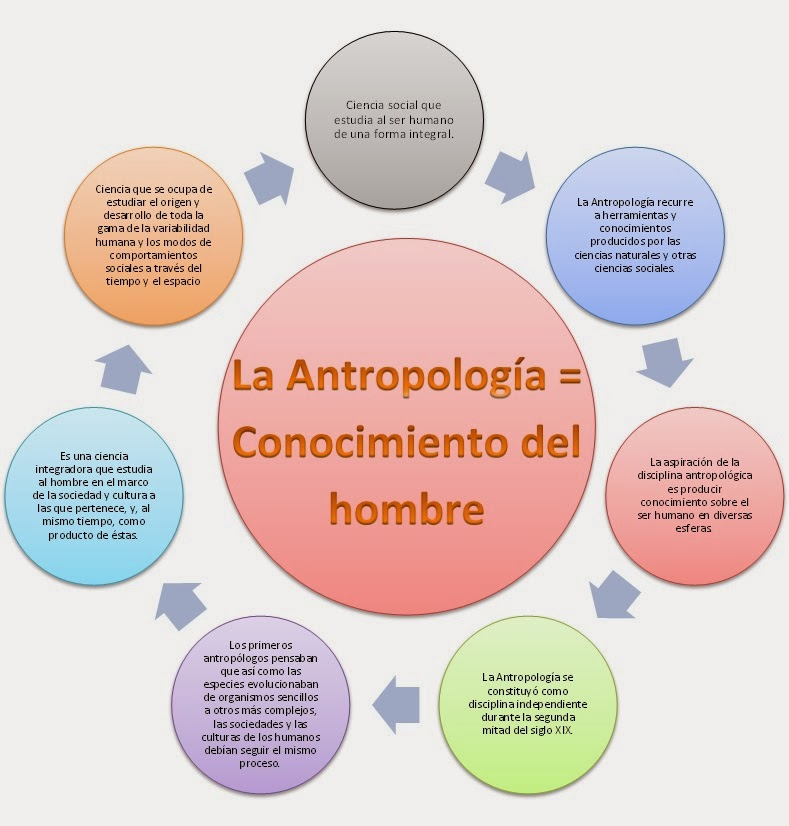 Ciencia social que
estudia al ser humano
de una forma integral.
La Antropología recurre
a herramientas y
conocimientos
producidos por las
ciencias naturales y otras
ciencias sociales.
La aspiración de la
disciplina antropológica
es producir
conocimiento sobre el
ser humano en diversas
esferas.
La Antropología se
constituyó como
disciplina independiente
durante la segunda
mitad del siglo XIX.
Los primeros
antropólogos pensaban
que así como las
especies evolucionaban
de organismos sencillos
a otros más complejos,
las sociedades y las
culturas de los humanos
debían seguir el mismo
proceso.
Es una ciencia
integradora que estudia
al hombre en el marco
de la sociedad y cultura a
las que pertenece, y, al
mismo tiempo, como
producto de éstas.
Ciencia que se ocupa de
estudiar el origen y
desarrollo de toda la
gama de la variabilidad
humana y los modos de
comportamientos
sociales a través del
tiempo y el espacio
La Antropología =
Conocimiento del
hombre